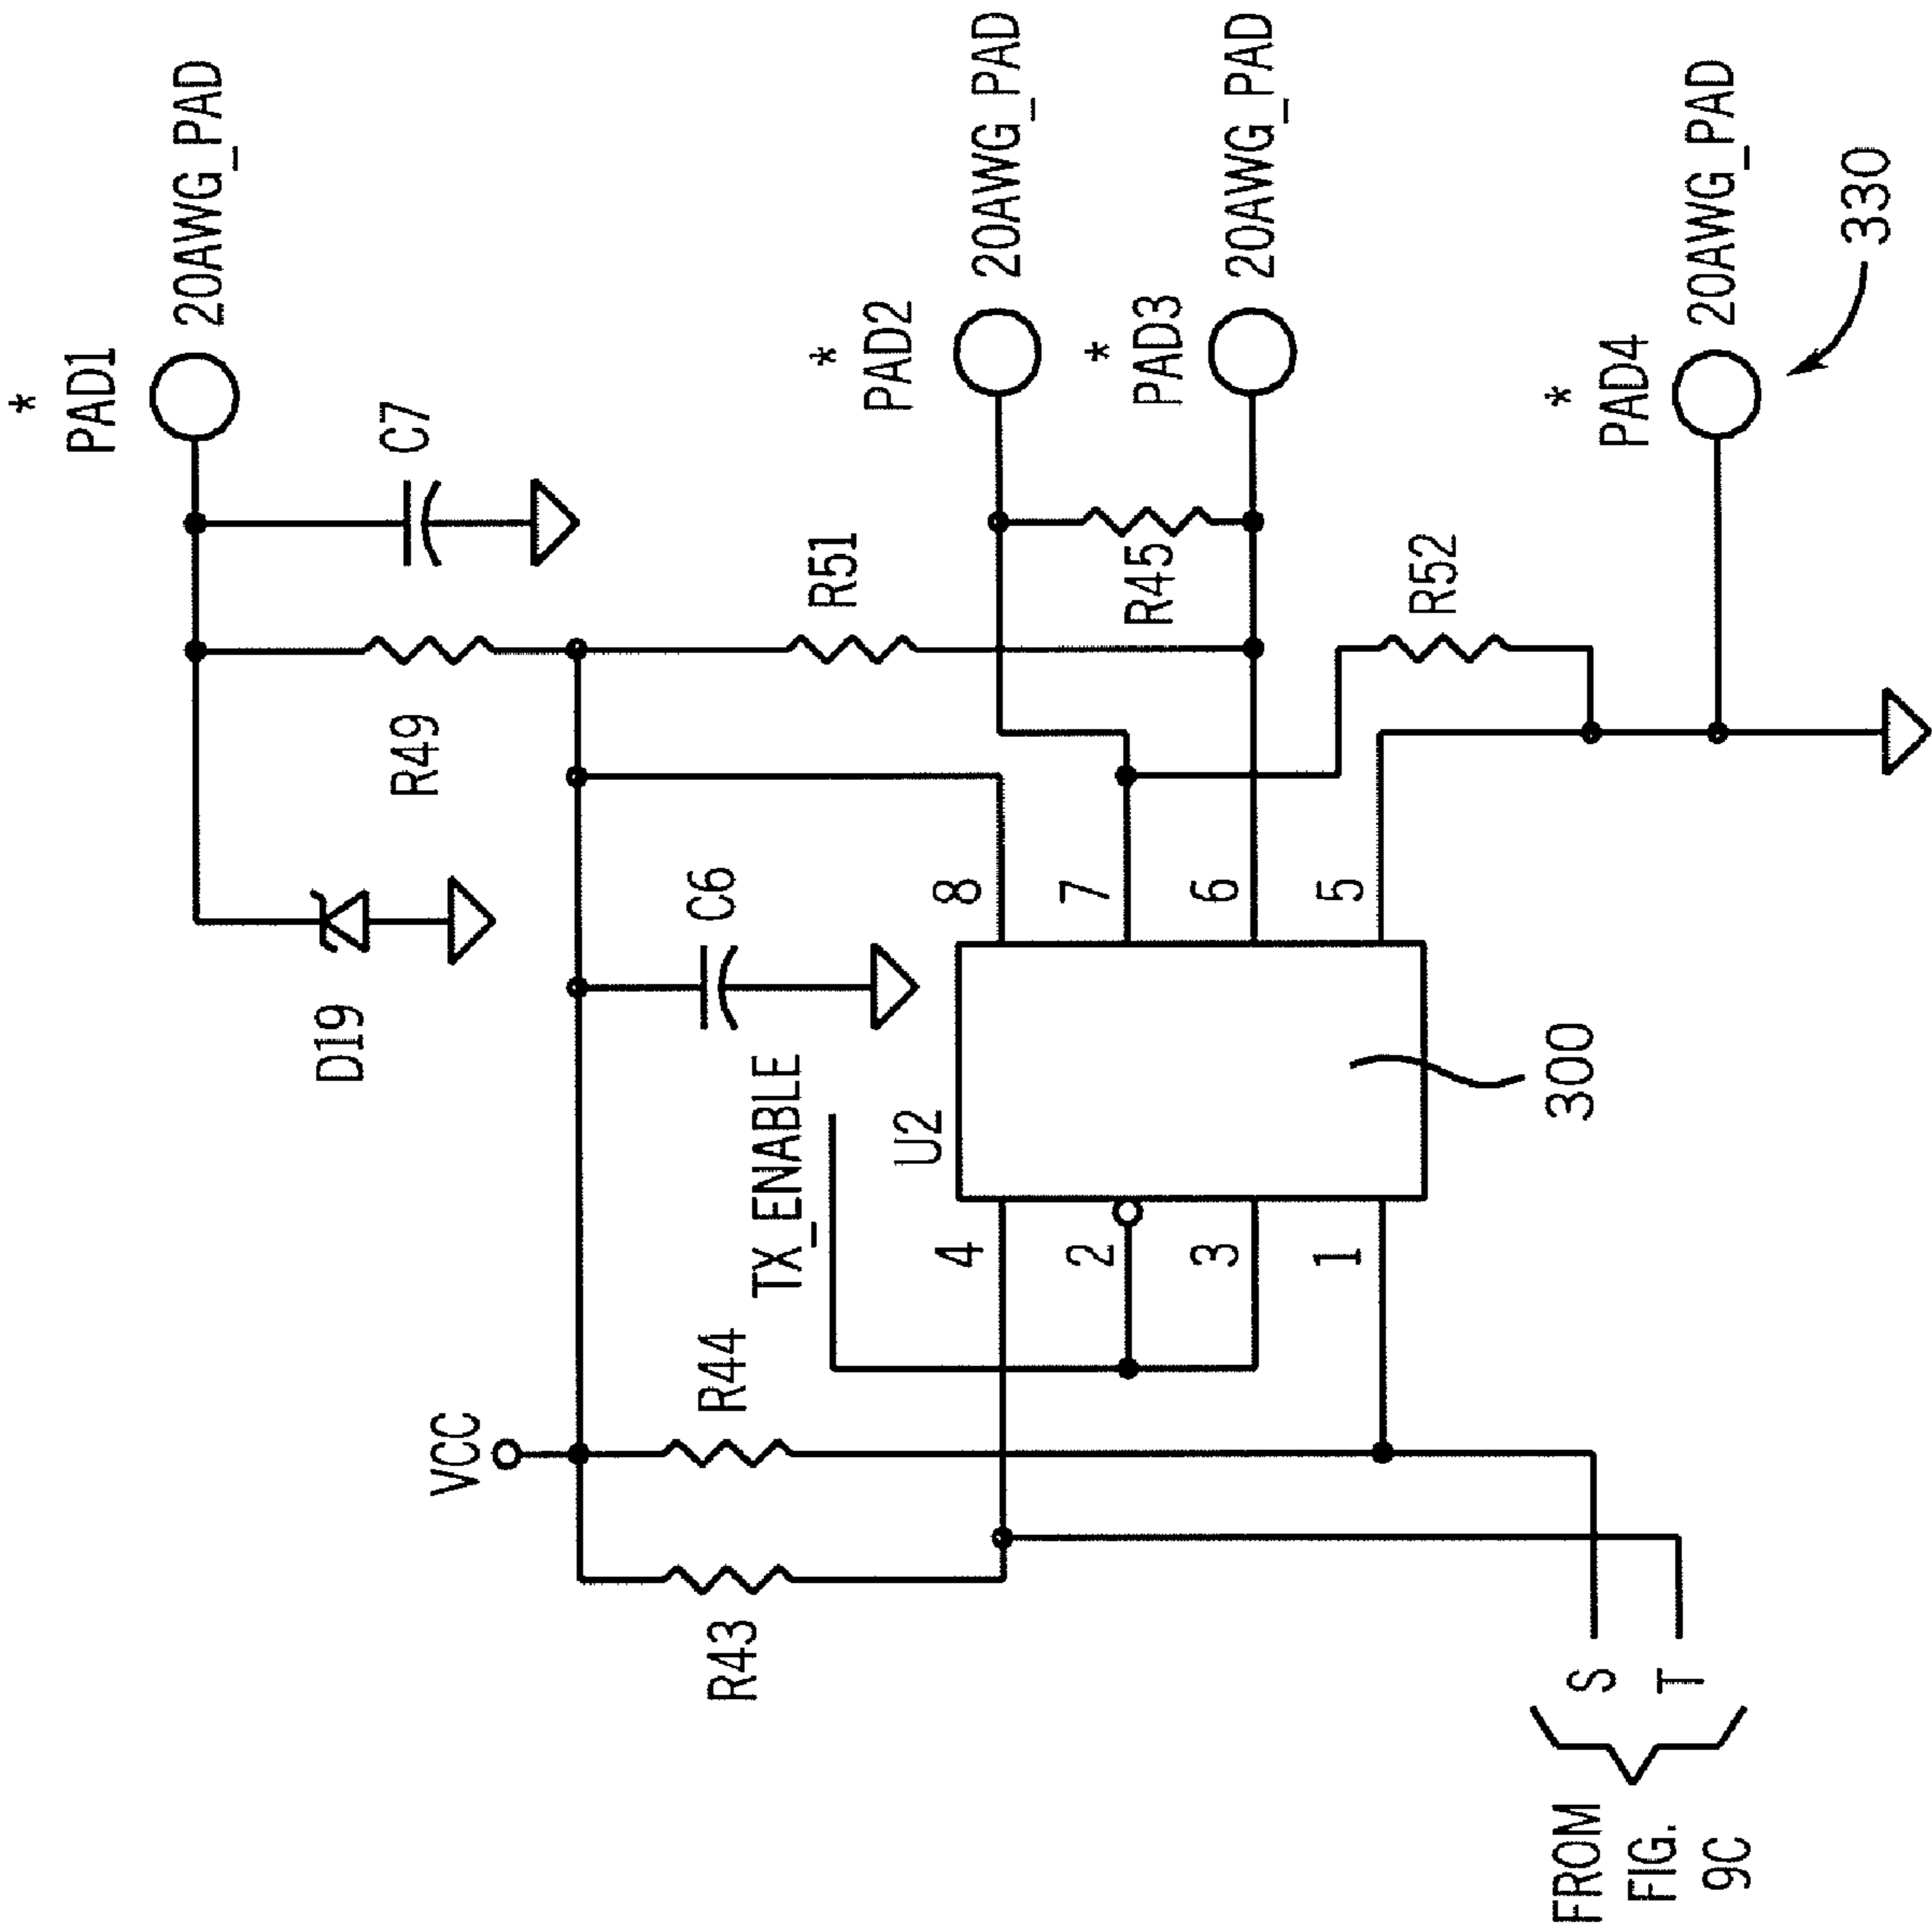 *
PAD1
20AWG_PAD
C7
D19
R49
VCC
R51
*
PAD2
20AWG_PAD
C6
TX_ENABLE
R44
R43
U2
4
2
3
1
8
7
6
5
R45
*
PAD3
20AWG_PAD
R52
300
*
PAD4
20AWG_PAD
330
S
T
FROM
FIG.
9C